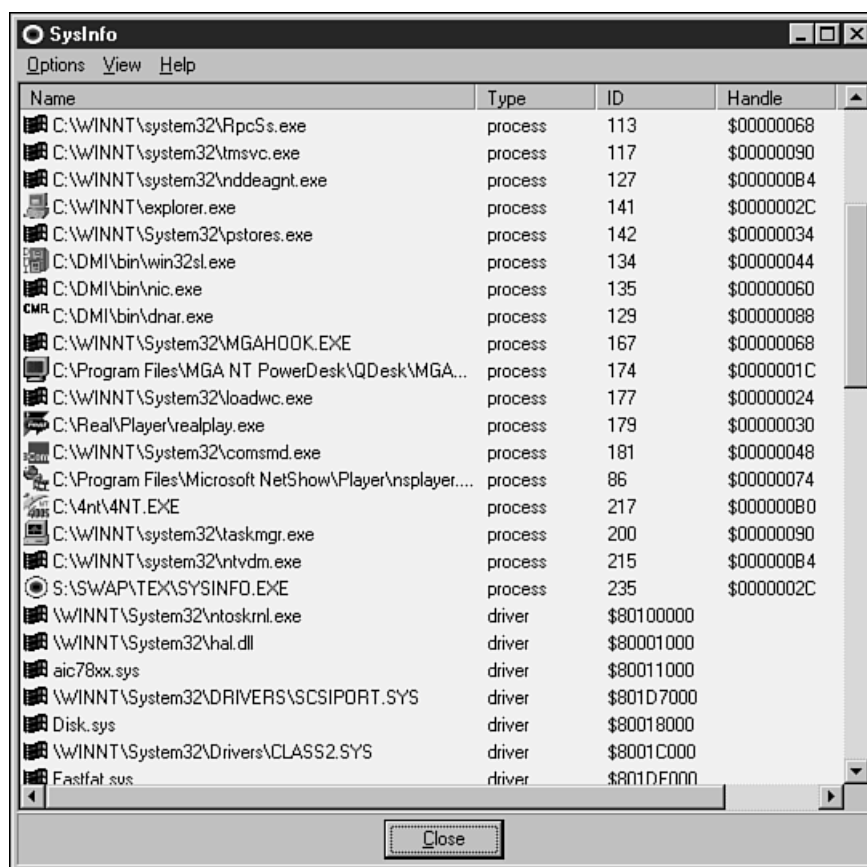 SysInfo
Options View Help
Name Type ID Handle
C:\WINNT\system32\RpcSs.exe process 113 $00000068
C:\WINNT\system32\tmsvc.exe process 117 $00000090
C:\WINNT\system32\nddeagnt.exe process 127 $000000B4
C:\WINNT\explorer.exe process 141 $0000002C
C:\WINNT\System32\pstores.exe process 142 $00000034
C:\DMI\bin\win32sl.exe process 134 $00000044
C:\DMI\bin\nic.exe process 135 $00000060
CMR C:\DMI\bin\dnar.exe process 129 $00000088
C:\WINNT\System32\MGAHOOK.EXE process 167 $00000068
C:\Program Files\MGA NT PowerDesk\QDesk\MGA... process 174 $0000001C
C:\WINNT\System32\loadwc.exe process 177 $00000024
C:\Real\Player\realplay.exe process 179 $00000030
C:\WINNT\System32\comsmd.exe process 181 $00000048
C:\Program Files\Microsoft NetShow\Player\nsplayer.... process 86 $00000074
C:\4nt\4NT.EXE process 217 $000000B0
C:\WINNT\system32\taskmgr.exe process 200 $00000090
C:\WINNT\system32\ntvdm.exe process 215 $000000B4
S:\SWAP\TEX\SYSINFO.EXE process 235 $0000002C
\WINNT\System32\ntoskrnl.exe driver $80100000
\WINNT\System32\hal.dll driver $80001000
aic78xx.sys driver $80011000
\WINNT\System32\DRIVERS\SCSIPORT.SYS driver $801D7000
Disk.sys driver $80018000
\WINNT\System32\Drivers\CLASS2.SYS driver $8001C000
Fastfat.sys driver $801DF000
Close